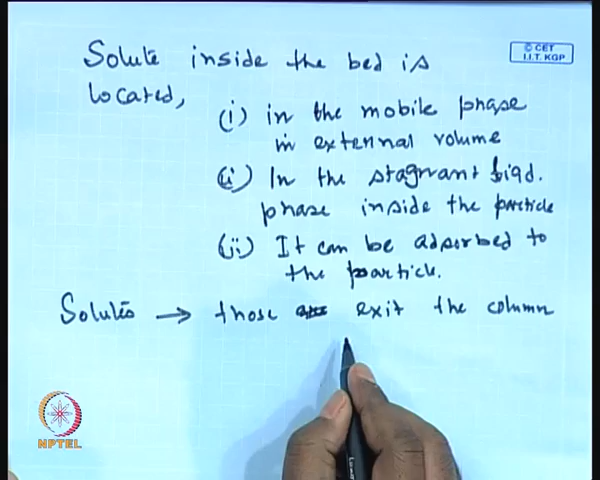 Solute inside the bed is
© CET
I.I.T. KGP
located,
(i) in the mobile phase
in external volume
(ii) In the stagnant liqd.
phase inside the particle
(iii) It can be adsorbed to
the particle.
Solutes → those exit the column
NPTEL